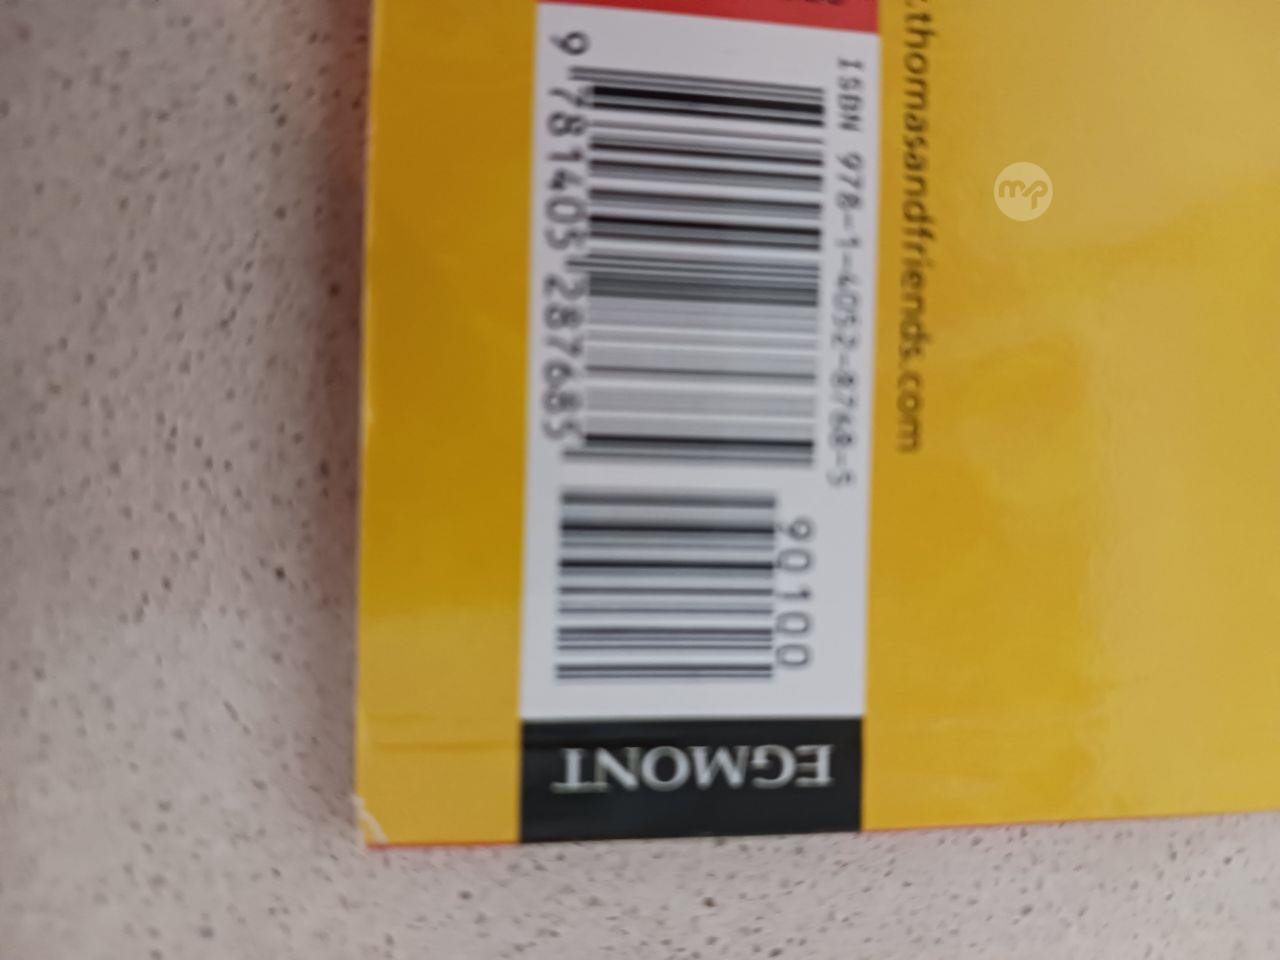 ISBN 978-1-4052-8768-5
9 781405 287685
90100
EGMONT
.thomasandfriends.com